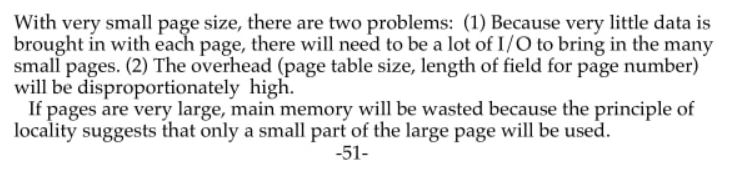 With very small page size, there are two problems: (1) Because very little data is
brought in with each page, there will need to be a lot of I/O to bring in the many
small pages. (2) The overhead (page table size, length of field for page number)
will be disproportionately high.
If pages are very large, main memory will be wasted because the principle of
locality suggests that only a small part of the large page will be used.
-51-